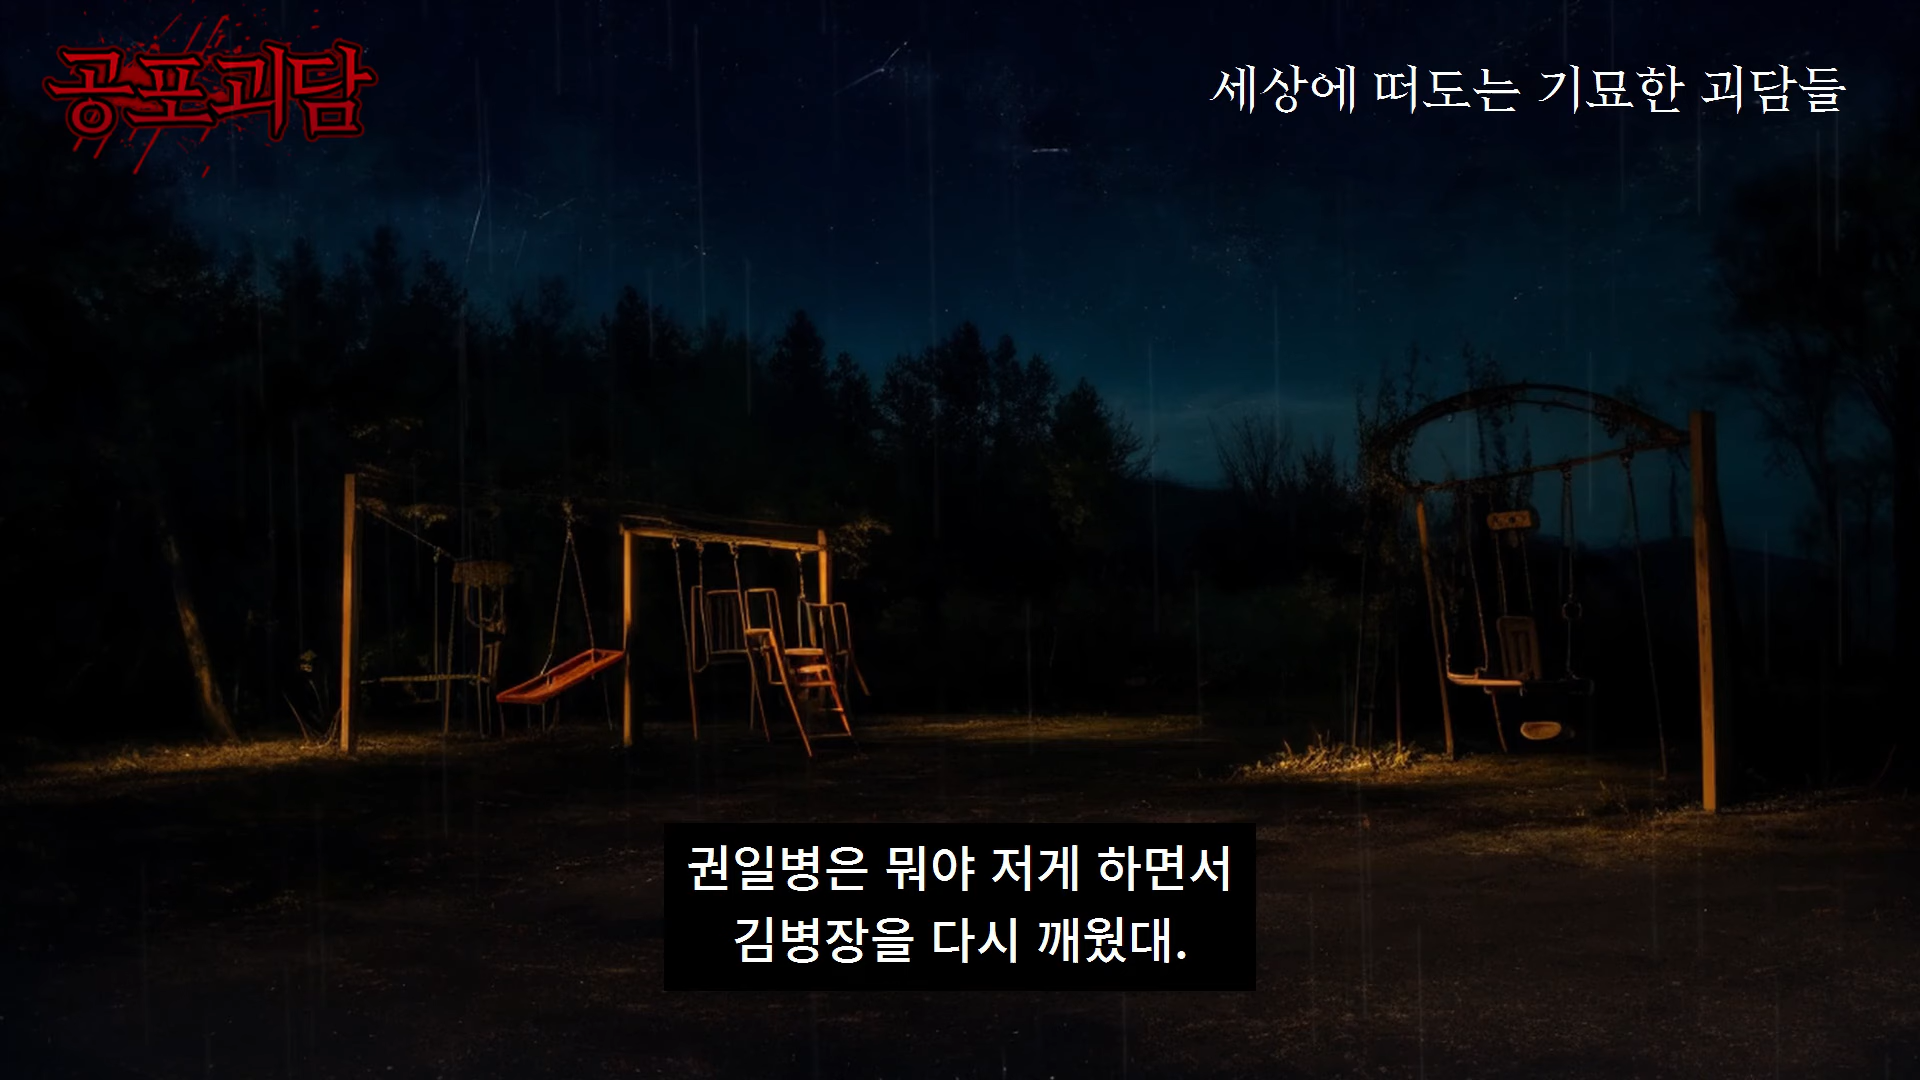 공포괴담
세상에 떠도는 기묘한 괴담들
권일병은 뭐야 저게 하면서
김병장을 다시 깨웠대.